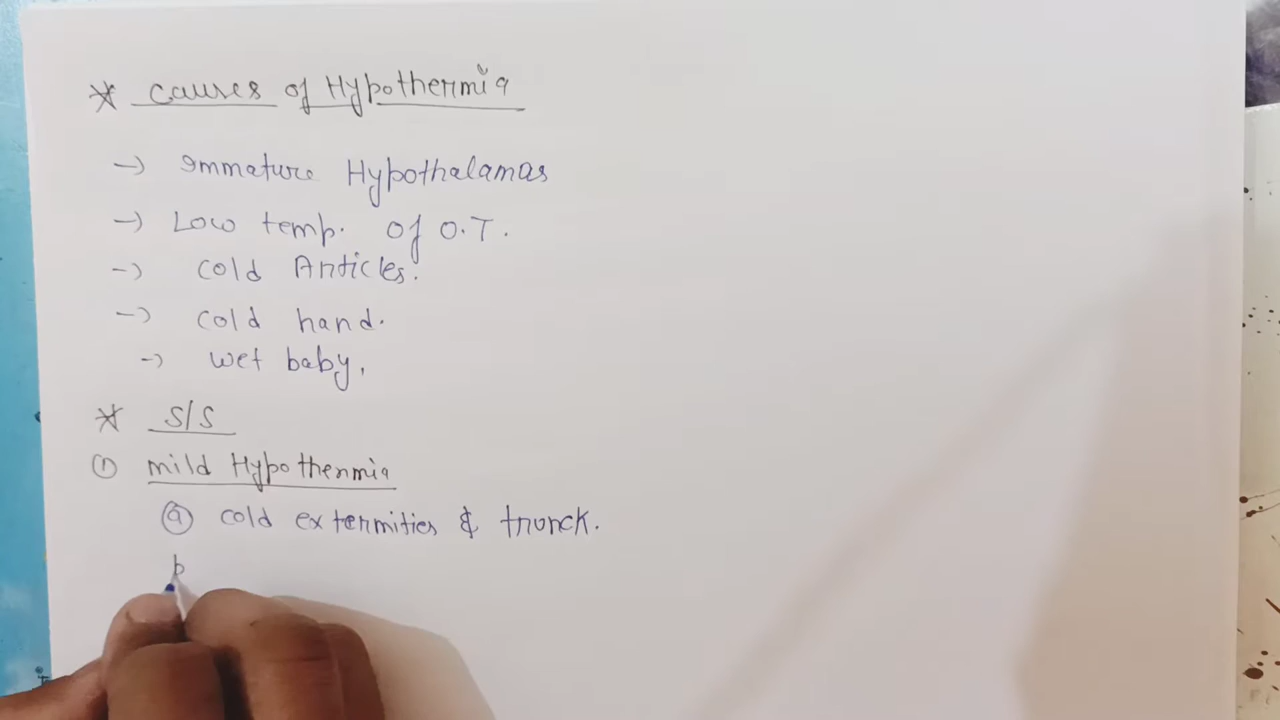 * Causes of Hypothermia
→ Immature Hypothalamas
→ Low temp. of O.T.
→ cold Articles.
→ cold hand.
→ wet baby,
* S/S
① mild Hypothermia
ⓐ cold extermities & trunck.
b